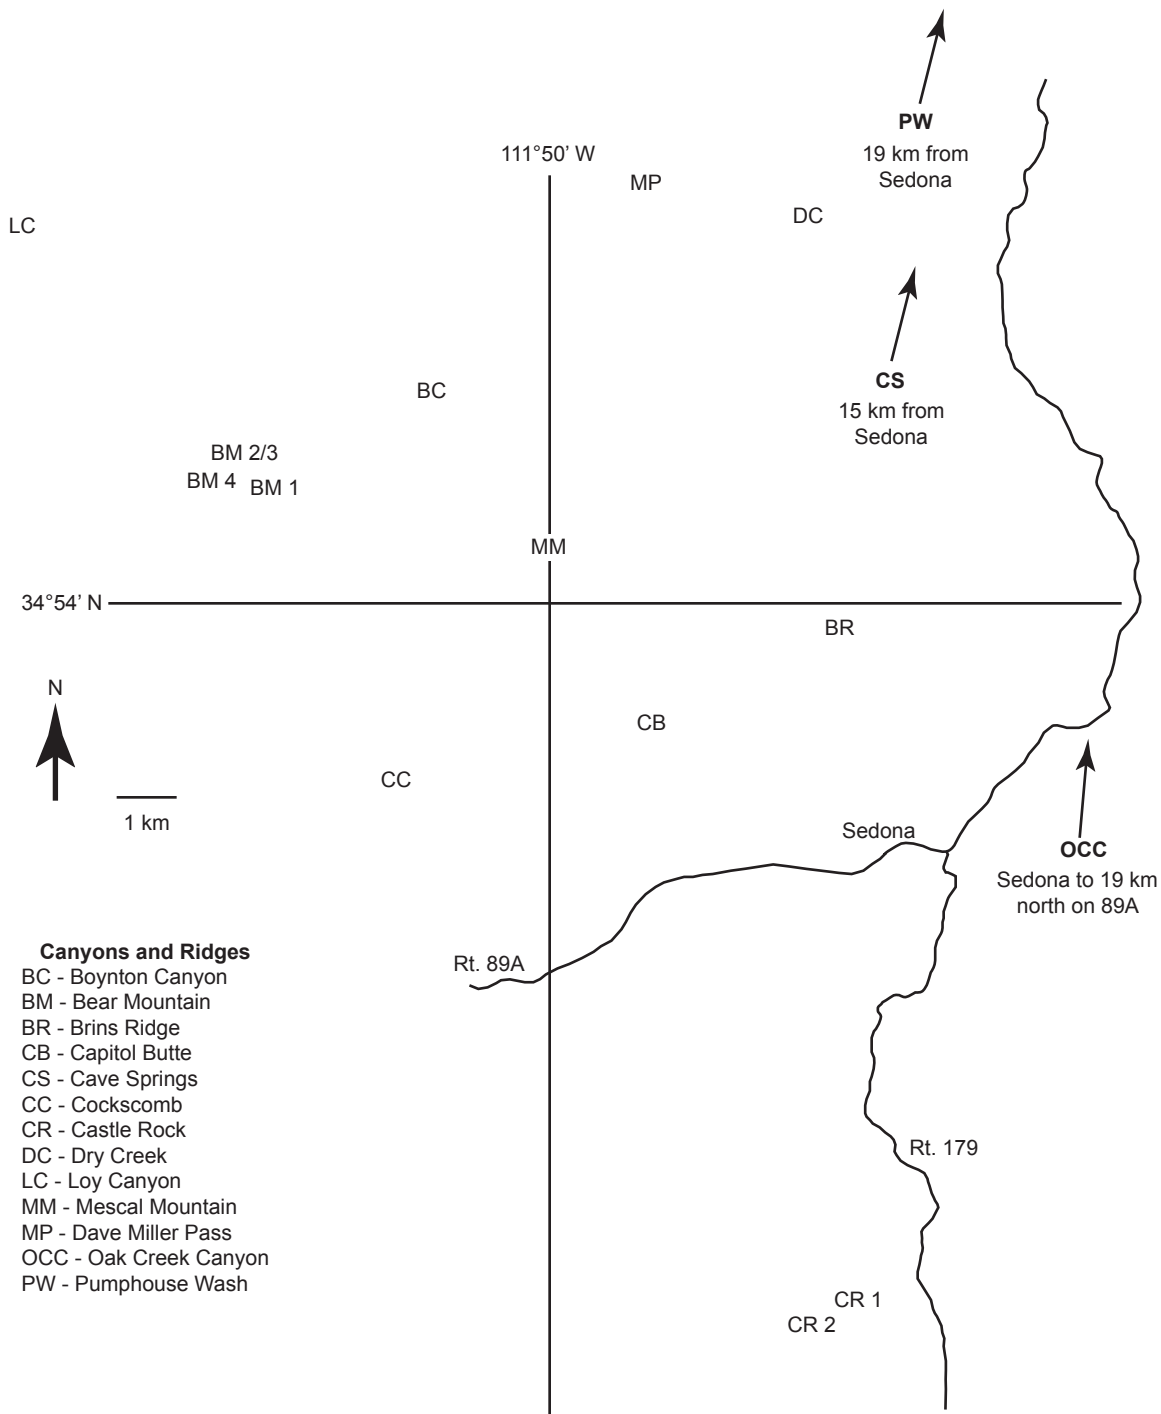 PW
19 km from
Sedona
111°50' W
MP
DC
LC
CS
15 km from
Sedona
BC
BM 2/3
BM 4
BM 1
MM
34°54' N
BR
N
CB
CC
1 km
Sedona
OCC
Sedona to 19 km
north on 89A
Rt. 89A
Canyons and Ridges
BC - Boynton Canyon
BM - Bear Mountain
BR - Brins Ridge
CB - Capitol Butte
CS - Cave Springs
CC - Cockscomb
CR - Castle Rock
DC - Dry Creek
LC - Loy Canyon
MM - Mescal Mountain
MP - Dave Miller Pass
OCC - Oak Creek Canyon
PW - Pumphouse Wash
Rt. 179
CR 1
CR 2